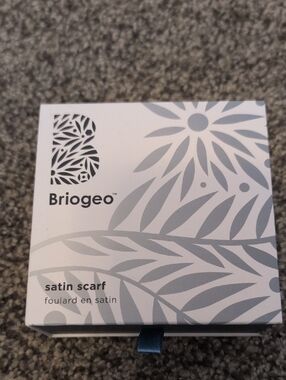 B
Briogeo™
satin scarf
foulard en satin